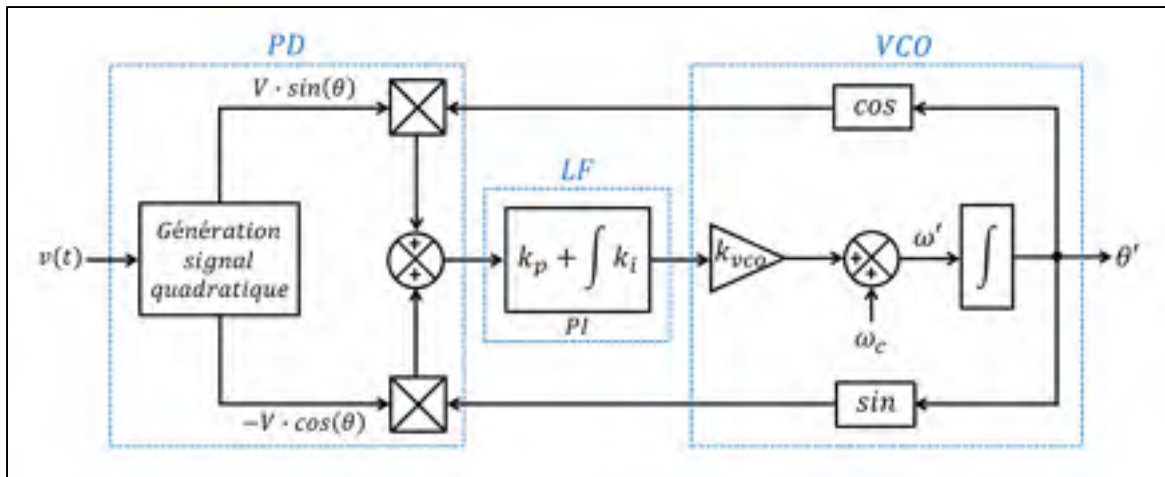 PD
VCO
V · sin(θ)
cos
LF
Génération
signal
quadratique
v(t)
+
+
k_p + ∫ k_i
PI
k_vco
+
+
ω'
∫
θ'
ω_c
sin
−V · cos(θ)